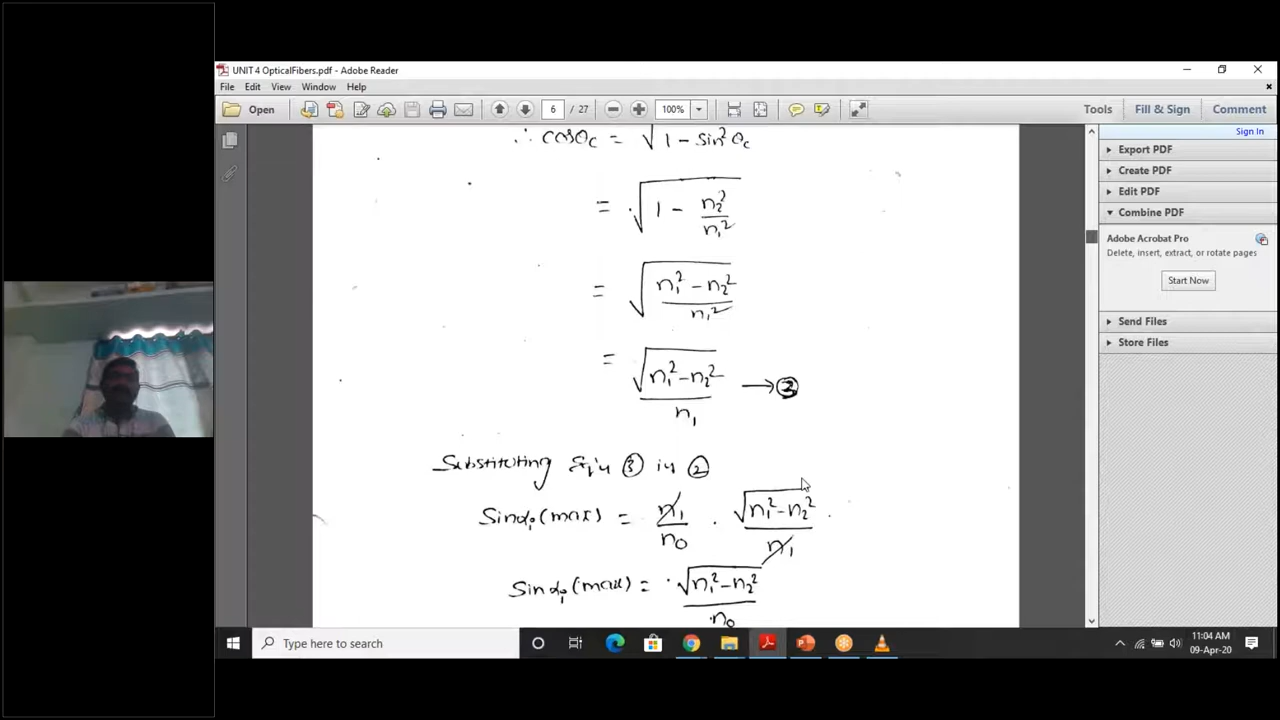 UNIT 4 OpticalFibers.pdf - Adobe Reader
File Edit View Window Help
Open 6 / 27 100% Tools Fill & Sign Comment
Sign In
Export PDF
Create PDF
Edit PDF
Combine PDF
Adobe Acrobat Pro
Delete, insert, extract, or rotate pages
Start Now
Send Files
Store Files
∴ cosθc = √1 - sin²θc
= √1 - n₂²/n₁²
= √n₁² - n₂²/n₁²
= √n₁² - n₂²/n₁ → ③
Substituting Eqn ③ in ②
Sinαi(max) = n₁/n₀ . √n₁² - n₂²/n₁
Sinαi(max) = √n₁² - n₂²/n₀
Type here to search
11:04 AM
09-Apr-20